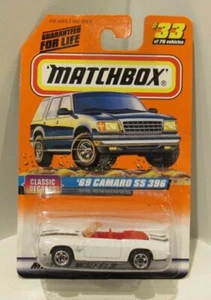 GUARANTEED
FOR LIFE
#33
of 75 vehicles
MATCHBOX
CLASSIC
DECADES
'69 CAMARO SS 396